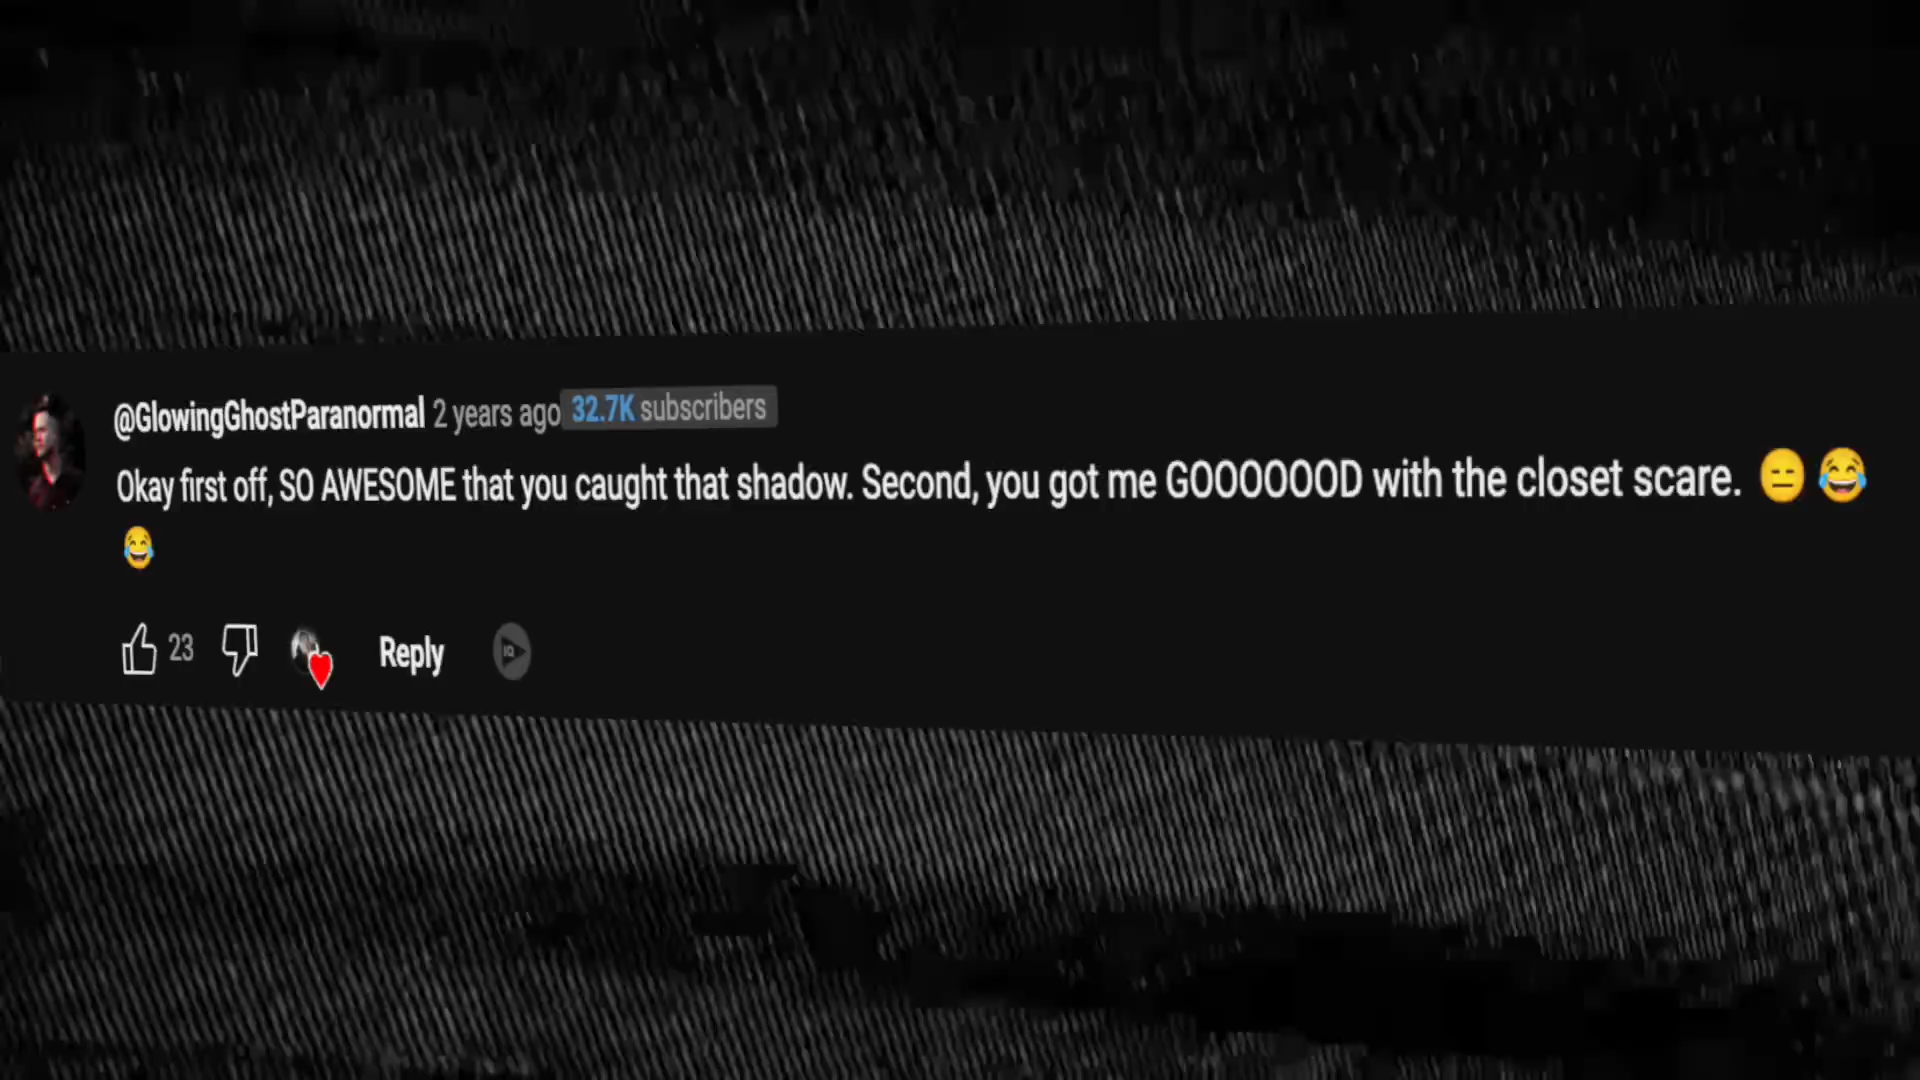 @GlowingGhostParanormal 2 years ago 32.7K subscribers
Okay first off, SO AWESOME that you caught that shadow. Second, you got me GOOOOOOD with the closet scare. 😑😂
😂
23 Reply IQ